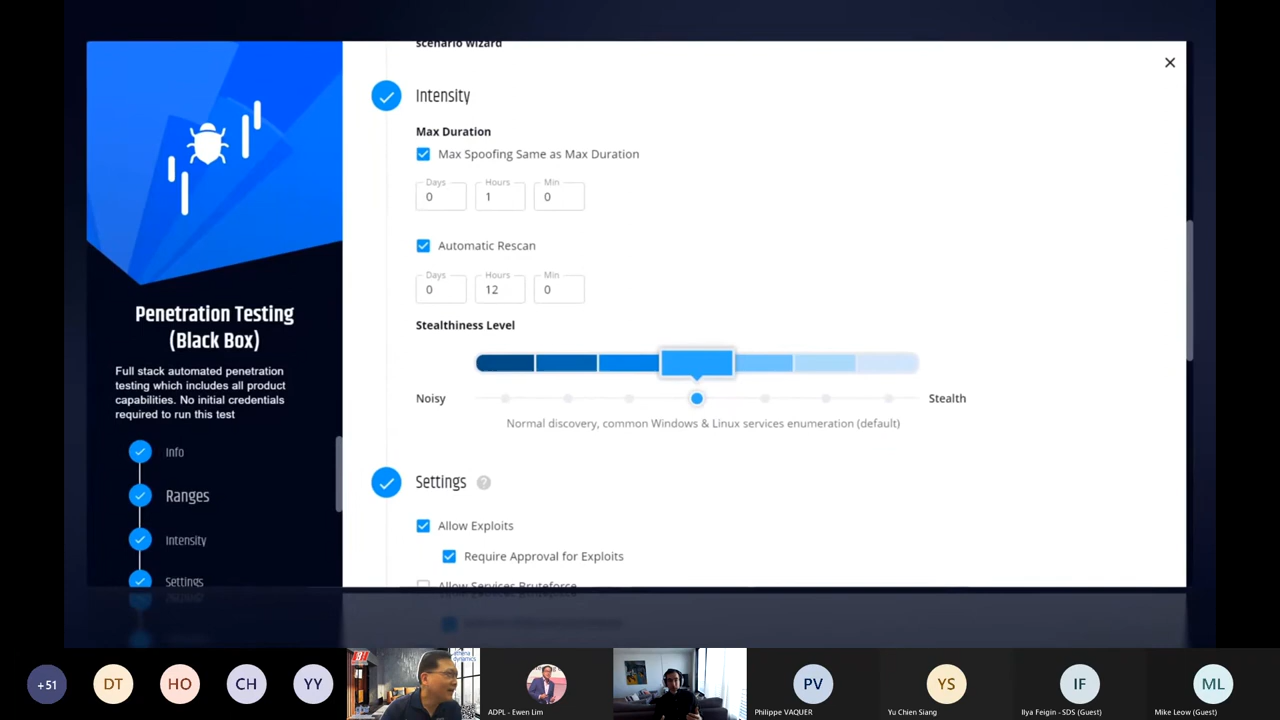 scenario wizard
Intensity
Max Duration
Max Spoofing Same as Max Duration
Days
Hours
Min
0
1
0
Automatic Rescan
Days
Hours
Min
0
12
0
Stealthiness Level
Noisy
Stealth
Normal discovery, common Windows & Linux services enumeration (default)
Settings
?
Allow Exploits
Require Approval for Exploits
Allow Services Bruteforce
Penetration Testing
(Black Box)
Full stack automated penetration
testing which includes all product
capabilities. No initial credentials
required to run this test
Info
Ranges
Intensity
Settings
+51
DT
HO
CH
YY
ADPL - Ewen Lim
PV
Philippe VAQUER
YS
Yu Chien Siang
IF
Ilya Feigin - SDS (Guest)
ML
Mike Leow (Guest)